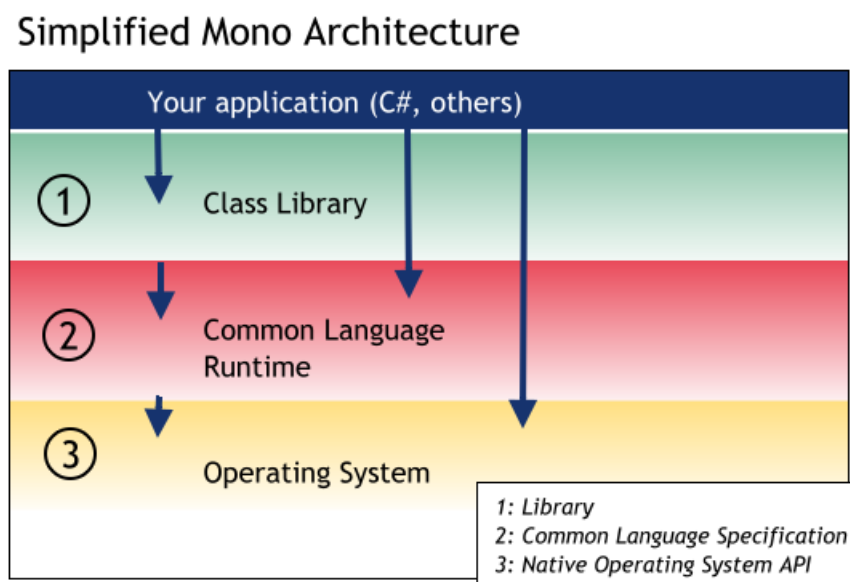 Simplified Mono Architecture
Your application (C#, others)
1
Class Library
2
Common Language
Runtime
3
Operating System
1: Library
2: Common Language Specification
3: Native Operating System API